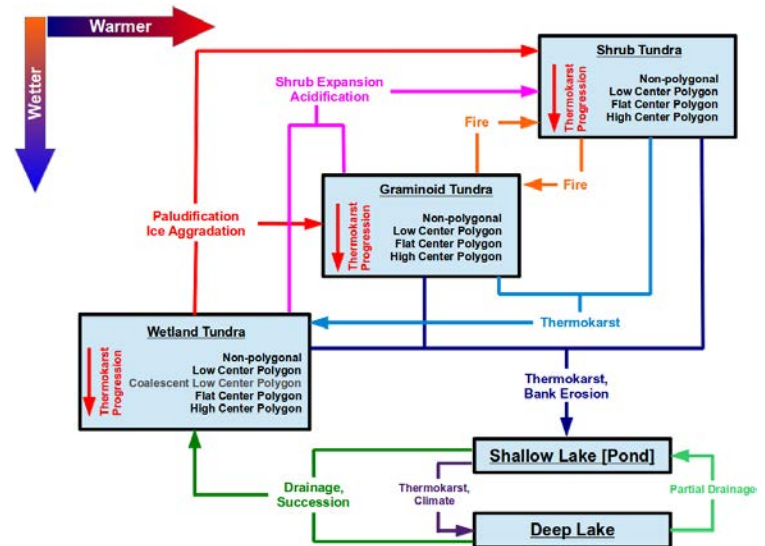 Warmer
Wetter
Shrub Tundra
Thermokarst
Progression
Non-polygonal
Low Center Polygon
Flat Center Polygon
High Center Polygon
Shrub Expansion
Acidification
Fire
Fire
Graminoid Tundra
Thermokarst
Progression
Non-polygonal
Low Center Polygon
Flat Center Polygon
High Center Polygon
Paludification
Ice Aggradation
Thermokarst
Wetland Tundra
Thermokarst
Progression
Non-polygonal
Low Center Polygon
Coalescent Low Center Polygon
Flat Center Polygon
High Center Polygon
Thermokarst,
Bank Erosion
Shallow Lake [Pond]
Drainage,
Succession
Thermokarst,
Climate
Partial Drainage
Deep Lake